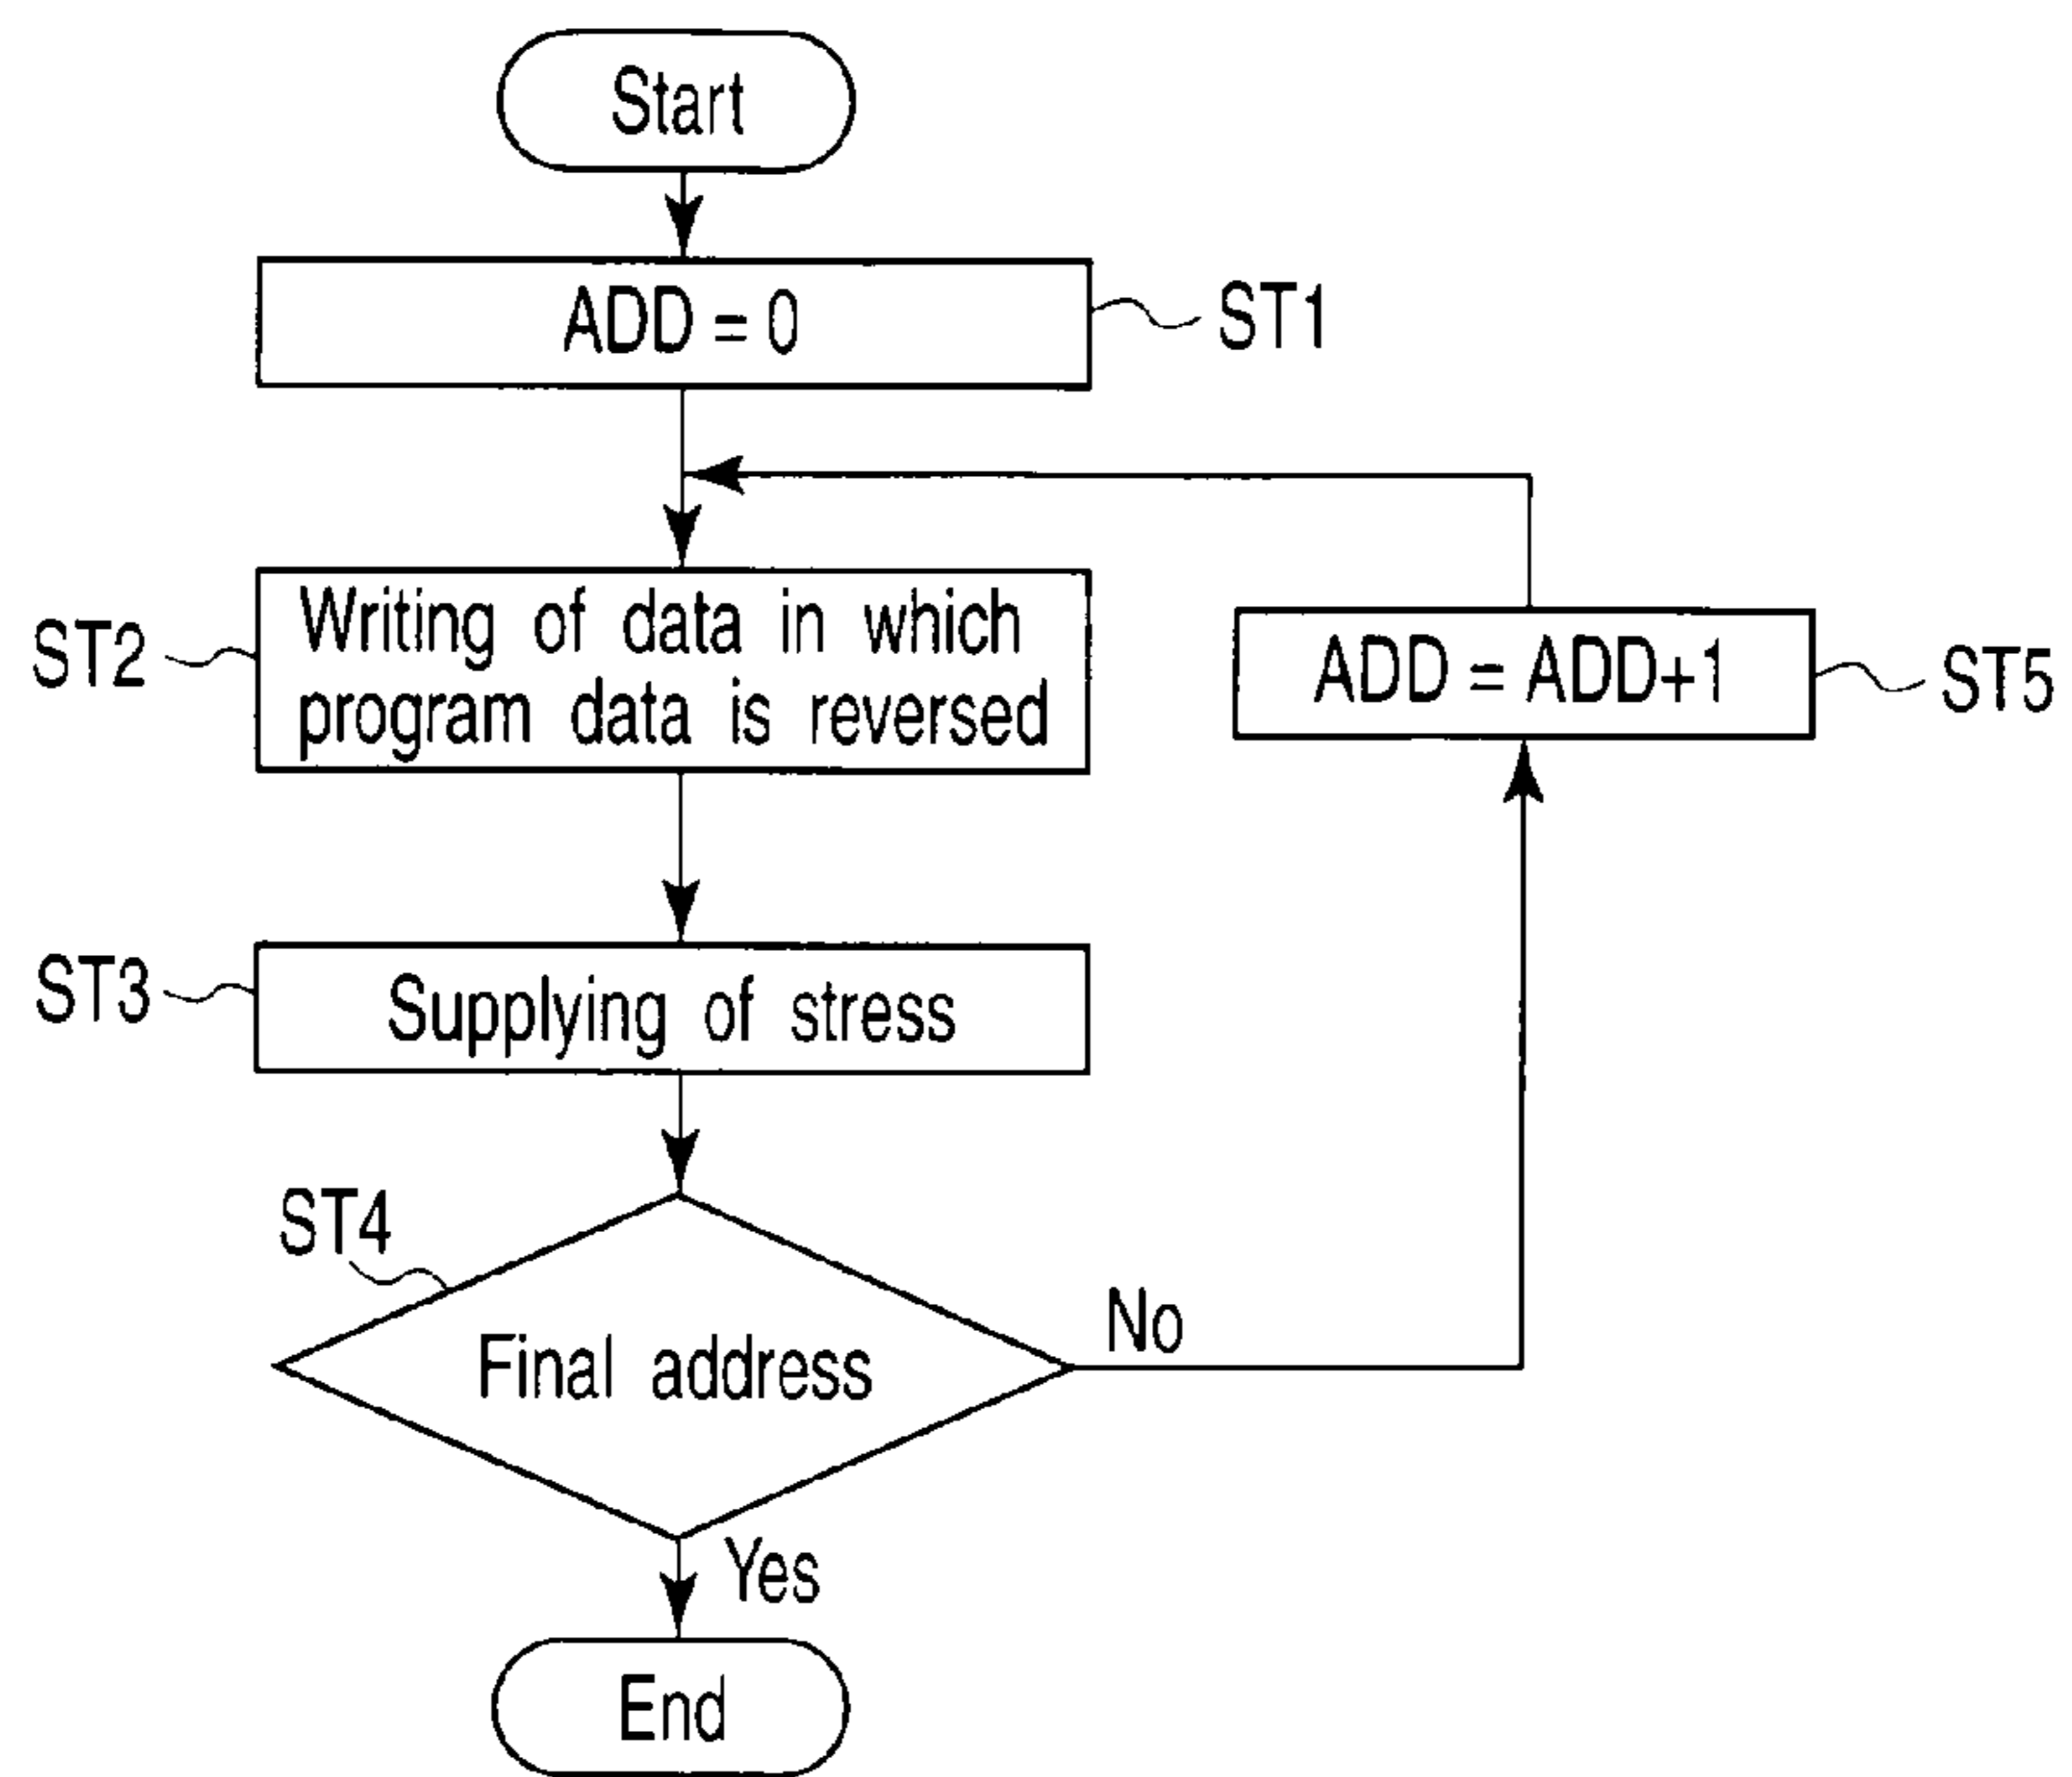 Start
ADD = 0
ST1
Writing of data in which
program data is reversed
ST2
ADD = ADD+1
ST5
Supplying of stress
ST3
ST4
Final address
No
Yes
End